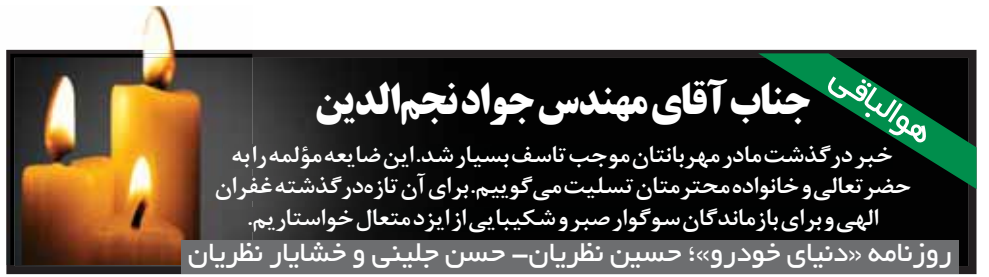 هوالباقی
جناب آقای مهندس جواد نجم‌الدین
خبر درگذشت مادر مهربانتان موجب تاسف بسیار شد. این ضایعه مؤلمه را به
حضرتعالی و خانواده محترمتان تسلیت می‌گوییم. برای آن تازه‌درگذشته غفران
الهی و برای بازماندگان سوگوار صبر و شکیبایی از ایزد متعال خواستاریم.
روزنامه «دنیای خودرو»؛ حسین نظریان– حسن جلینی و خشایار نظریان